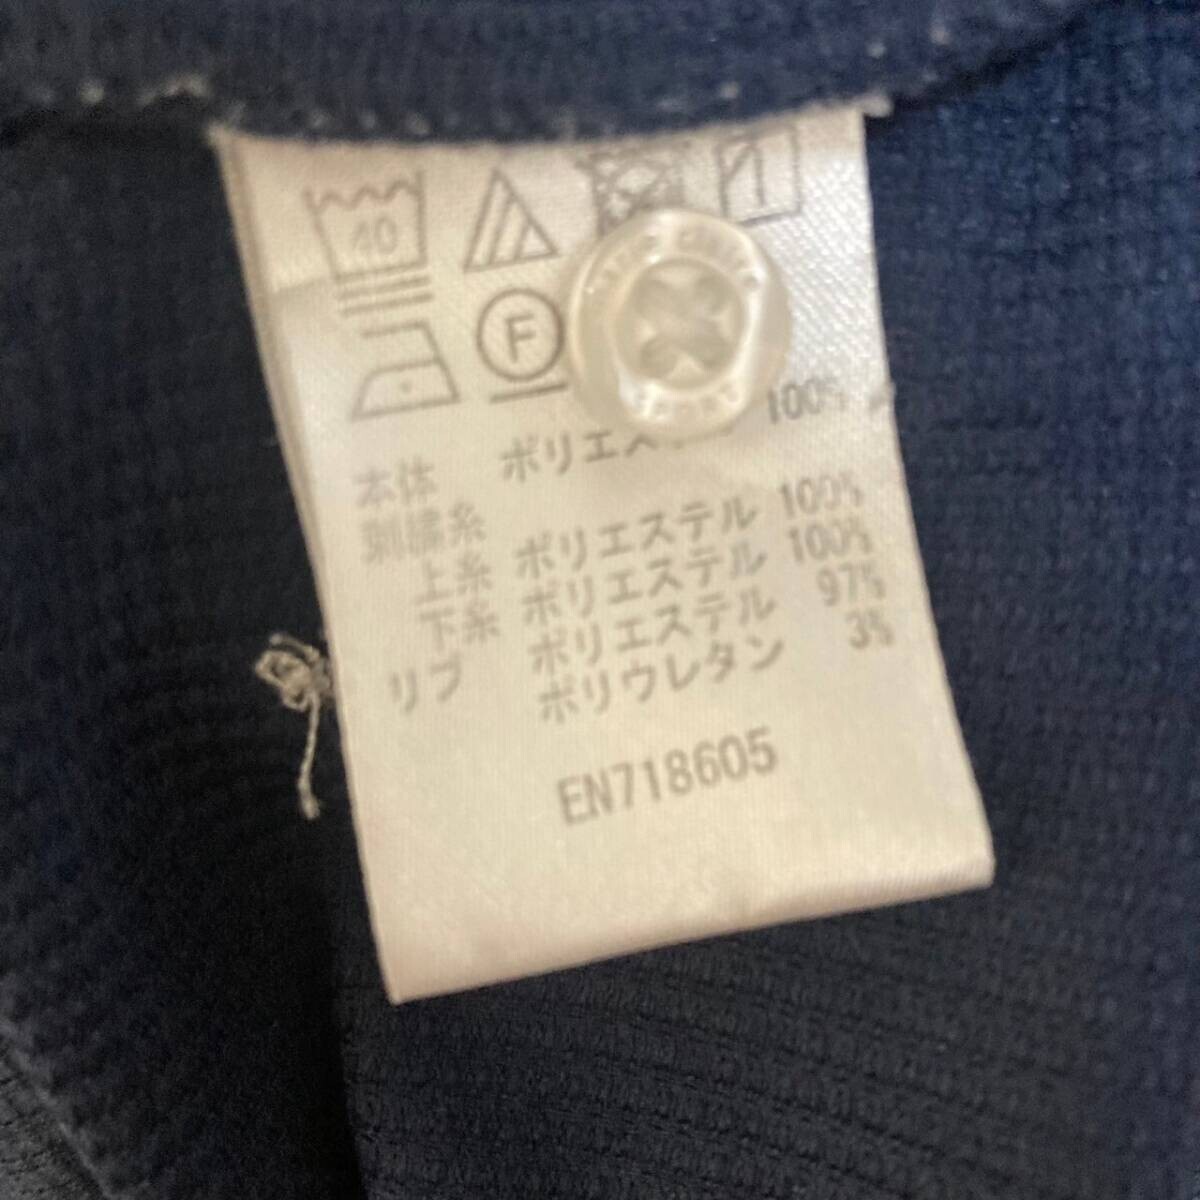 40
F
本体 ポリエステル 100%
刺繍糸
上糸 ポリエステル 100%
下糸 ポリエステル 100%
リブ ポリエステル 97%
ポリウレタン 3%
EN718605